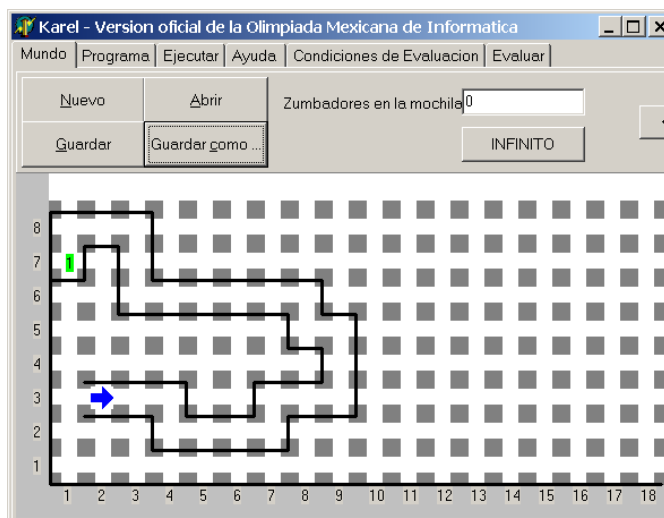 Karel - Version oficial de la Olimpiada Mexicana de Informatica
Mundo Programa Ejecutar Ayuda Condiciones de Evaluacion Evaluar
Nuevo Abrir Zumbadores en la mochila 0
Guardar Guardar como ... INFINITO
8
7 1
6
5
4
3
2
1
1 2 3 4 5 6 7 8 9 10 11 12 13 14 15 16 17 18